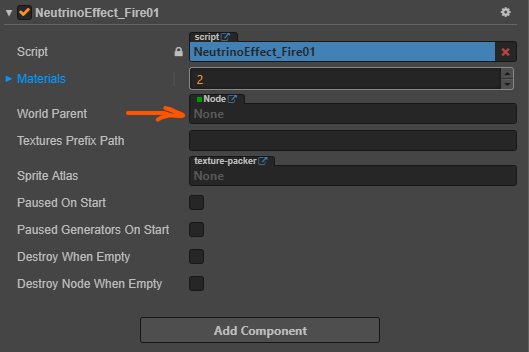 NeutrinoEffect_Fire01
script
Script NeutrinoEffect_Fire01
Materials 2
Node
World Parent None
Textures Prefix Path
texture-packer
Sprite Atlas None
Paused On Start
Paused Generators On Start
Destroy When Empty
Destroy Node When Empty
Add Component